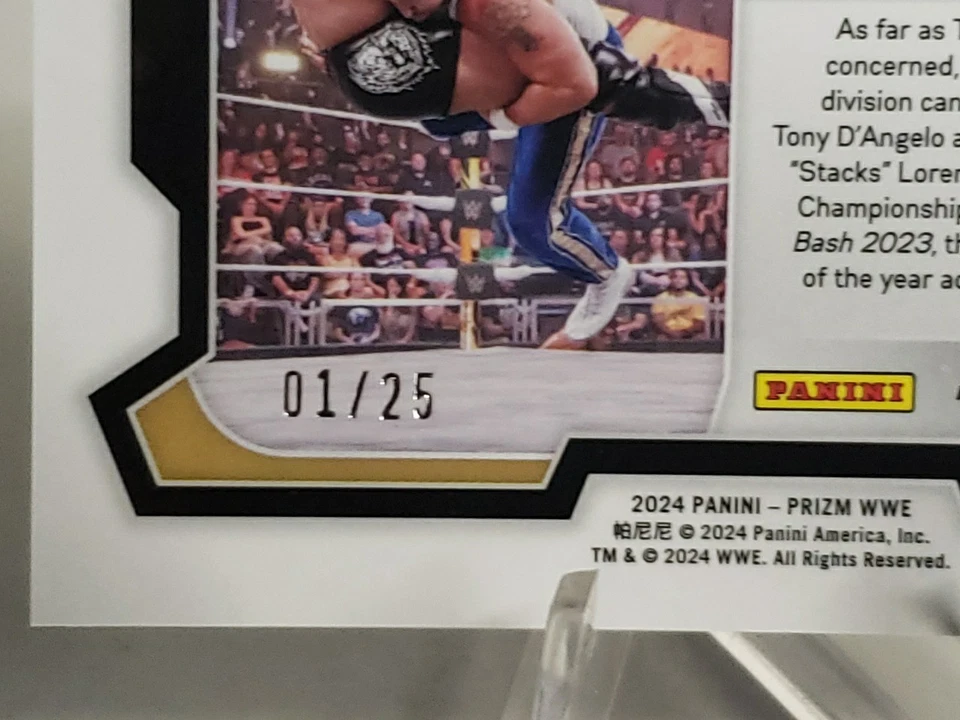 As far as
concerned,
division can
Tony D'Angelo
"Stacks" Loren
Championship
Bash 2023, th
of the year ac
01/25
PANINI
2024 PANINI – PRIZM WWE
帕尼尼 © 2024 Panini America, Inc.
TM & © 2024 WWE. All Rights Reserved.